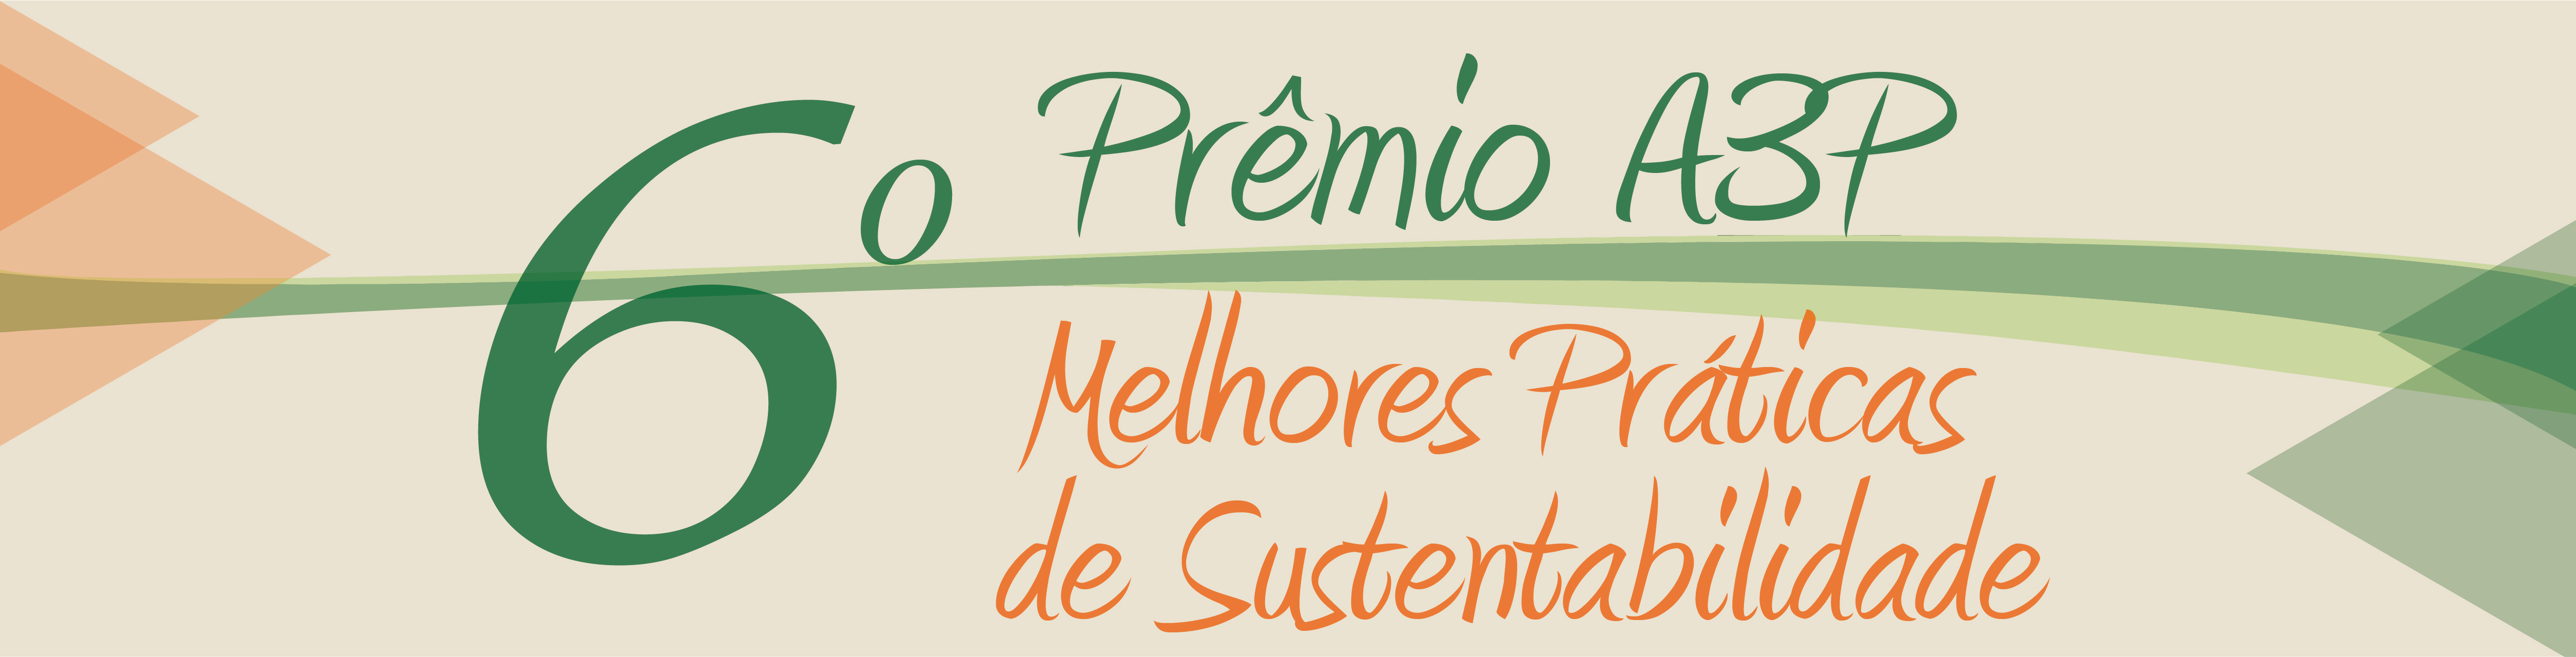 6º Prêmio A3P
Melhores Práticas
de Sustentabilidade